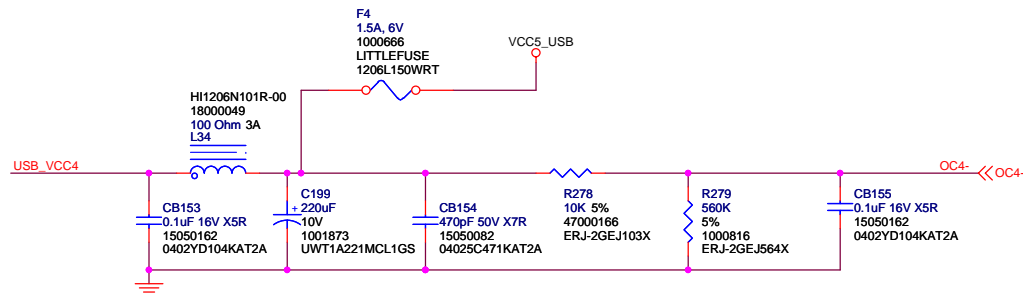 F4
1.5A, 6V
1000666
LITTLEFUSE
1206L150WRT
VCC5_USB
HI1206N101R-00
18000049
100 Ohm 3A
L34
USB_VCC4
OC4-
OC4-
CB153
0.1uF 16V X5R
15050162
0402YD104KAT2A
C199
+ 220uF
10V
1001873
UWT1A221MCL1GS
CB154
470pF 50V X7R
15050082
04025C471KAT2A
R278
10K 5%
47000166
ERJ-2GEJ103X
R279
560K
5%
1000816
ERJ-2GEJ564X
CB155
0.1uF 16V X5R
15050162
0402YD104KAT2A